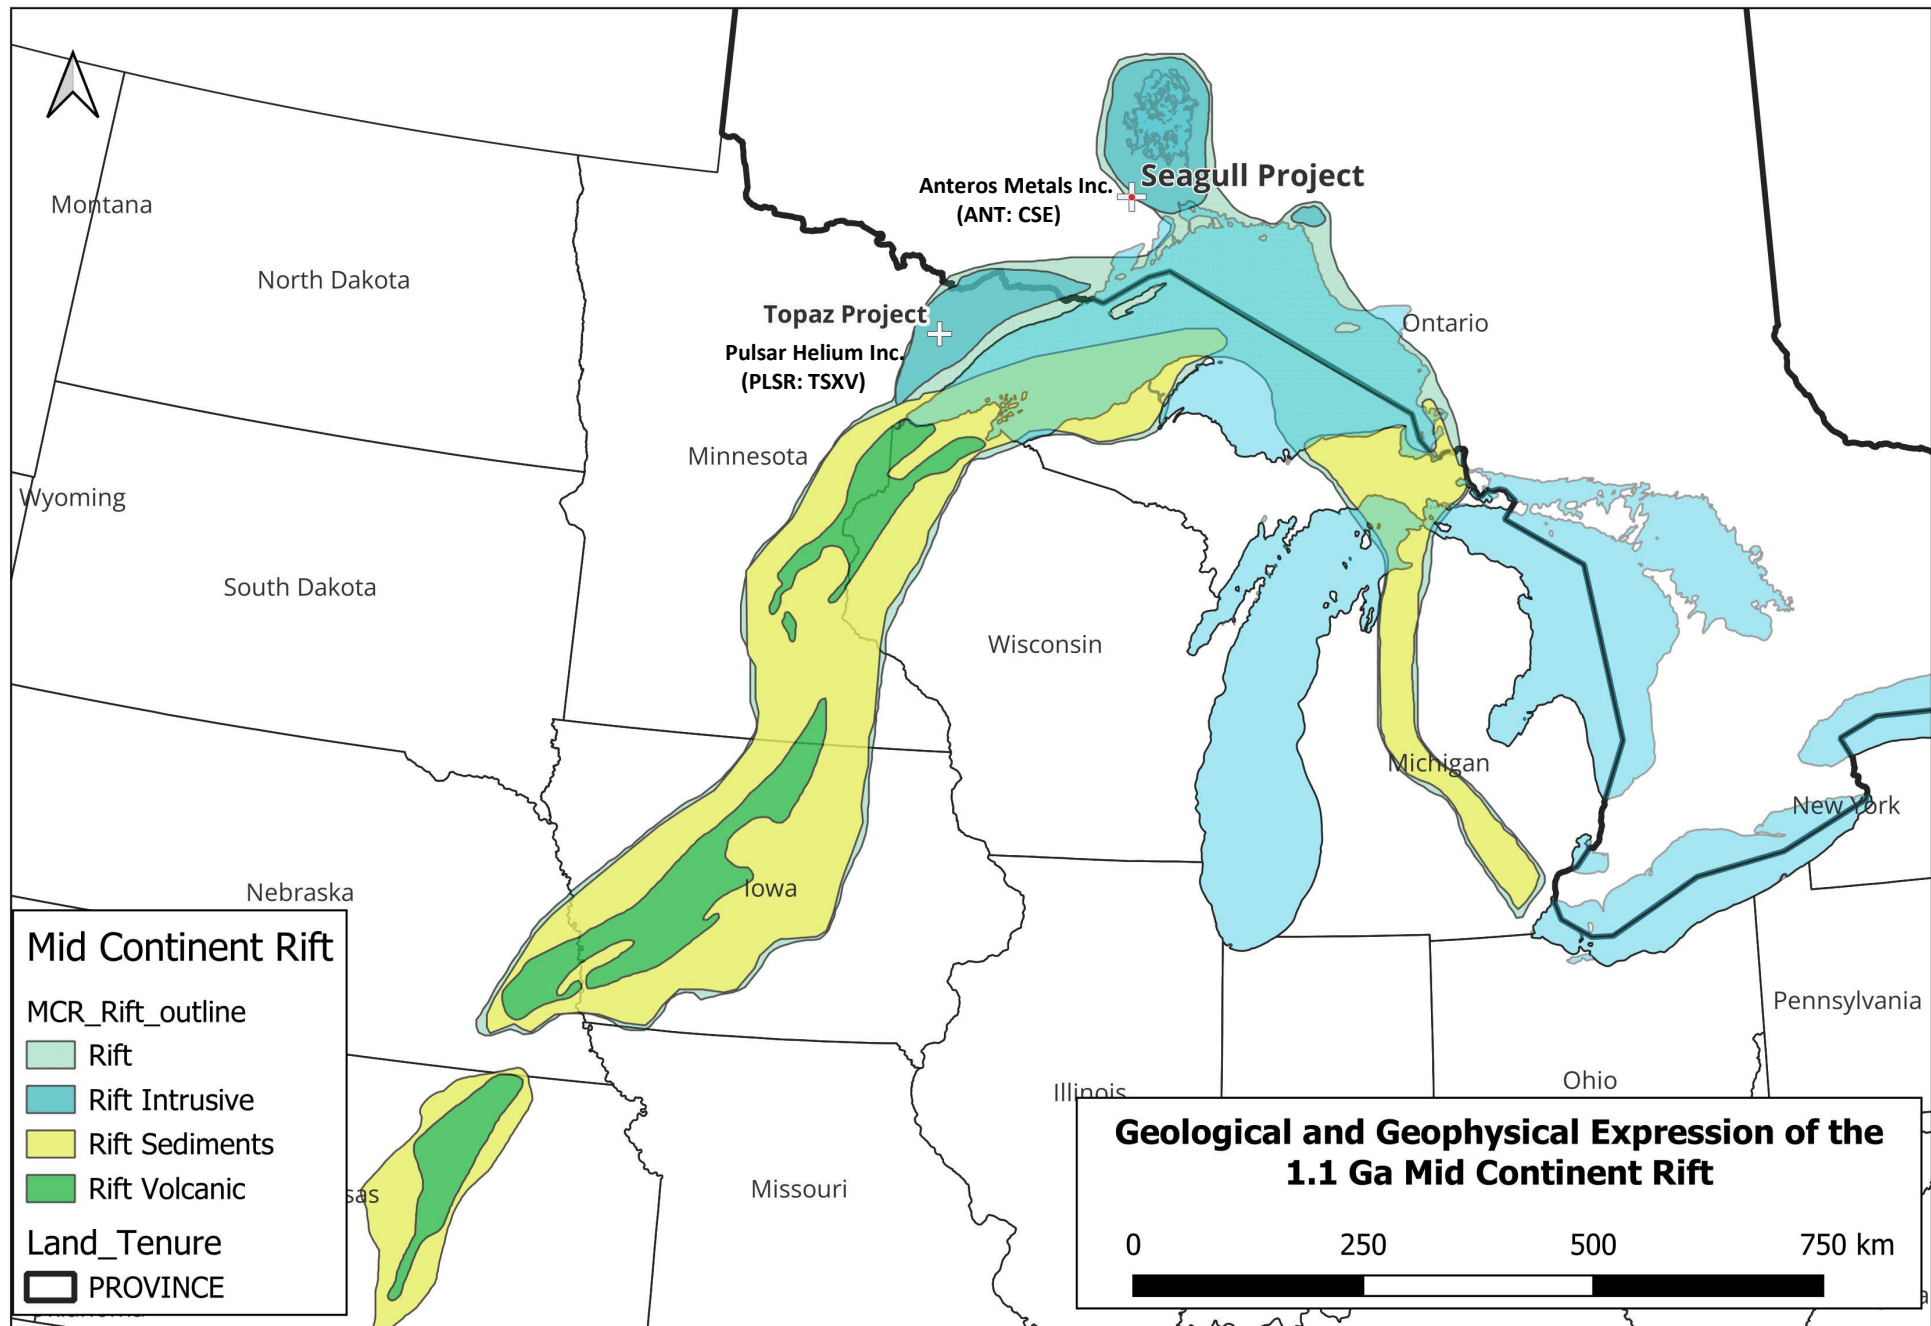 Montana
North Dakota
Anteros Metals Inc.
(ANT: CSE)
Seagull Project
Topaz Project
Pulsar Helium Inc.
(PLSR: TSXV)
Ontario
Minnesota
Wyoming
South Dakota
Wisconsin
Michigan
New York
Nebraska
Iowa
Pennsylvania
Ohio
Illinois
Missouri
sas
Mid Continent Rift
MCR_Rift_outline
Rift
Rift Intrusive
Rift Sediments
Rift Volcanic
Land_Tenure
PROVINCE
Geological and Geophysical Expression of the
1.1 Ga Mid Continent Rift
0 250 500 750 km